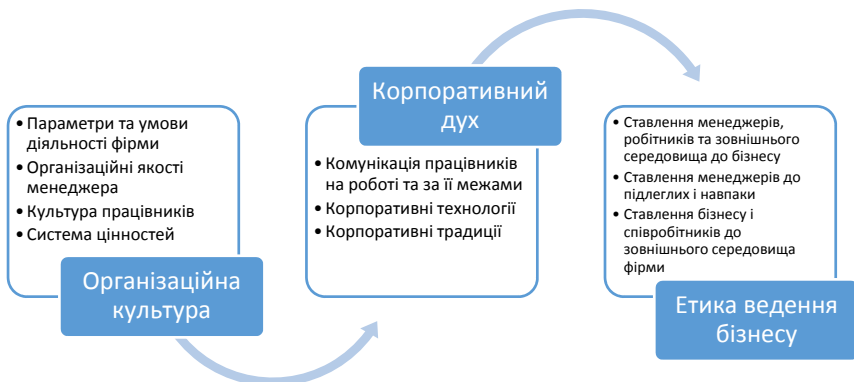 • Параметри та умови
діяльності фірми
• Організаційні якості
менеджера
• Культура працівників
• Система цінностей
Організаційна
культура
Корпоративний
дух
• Комунікація працівників
на роботі та за її межами
• Корпоративні технології
• Корпоративні традиції
• Ставлення менеджерів,
робітників та зовнішнього
середовища до бізнесу
• Ставлення менеджерів до
підлеглих і навпаки
• Ставлення бізнесу і
співробітників до
зовнішнього середовища
фірми
Етика ведення
бізнесу